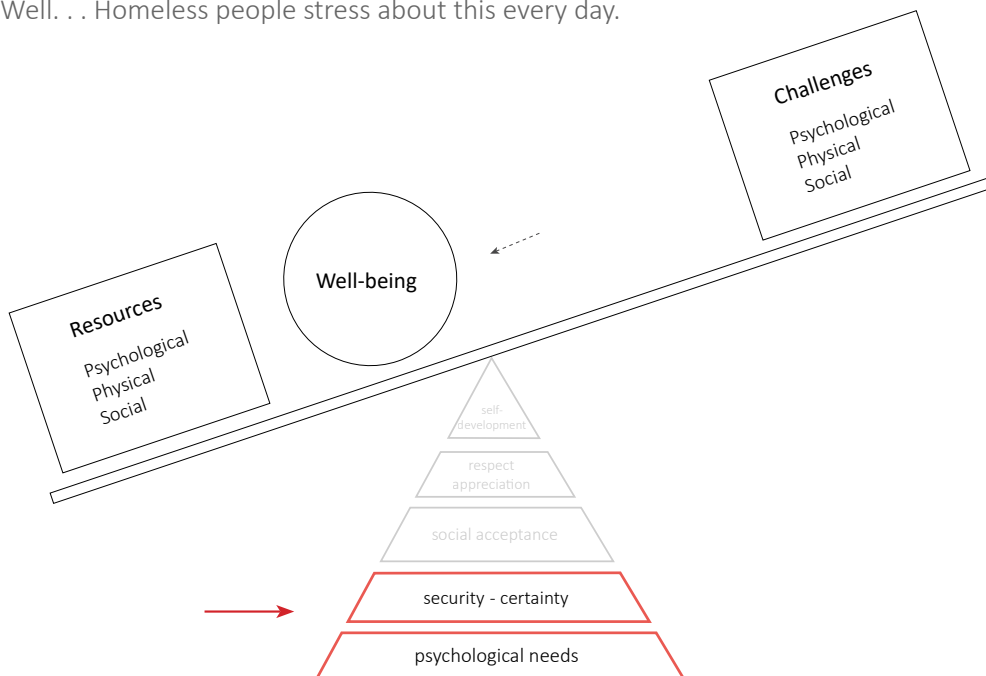 Well. . . Homeless people stress about this every day.
Challenges
Psychological
Physical
Social
Well-being
Resources
Psychological
Physical
Social
self-
development
respect
appreciation
social acceptance
security - certainty
psychological needs